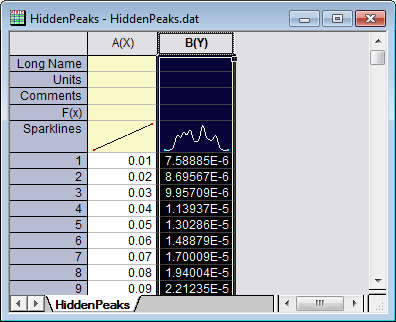 HiddenPeaks - HiddenPeaks.dat
A(X) B(Y)
Long Name
Units
Comments
F(x)
Sparklines
1 0.01 7.58885E-6
2 0.02 8.69567E-6
3 0.03 9.95709E-6
4 0.04 1.13937E-5
5 0.05 1.30286E-5
6 0.06 1.48879E-5
7 0.07 1.70009E-5
8 0.08 1.94004E-5
9 0.09 2.21235E-5
HiddenPeaks